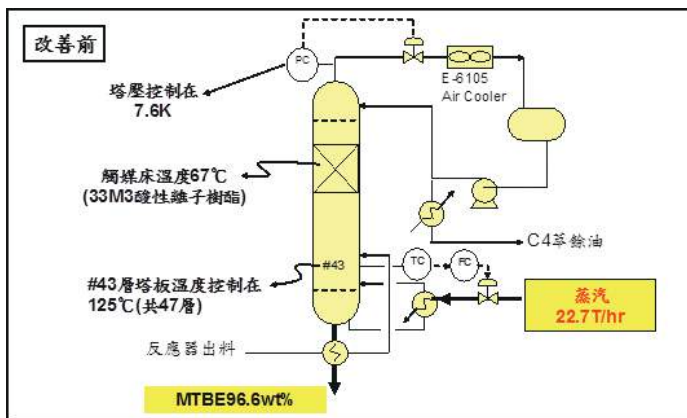 改善前
PC
E-6105
Air Cooler
塔壓控制在
7.6K
觸媒床溫度67℃
(33M3酸性離子樹酯)
C4萃餘油
#43層塔板溫度控制在
125℃(共47層)
#43
TC
FC
蒸汽
22.7T/hr
反應器出料
MTBE96.6wt%